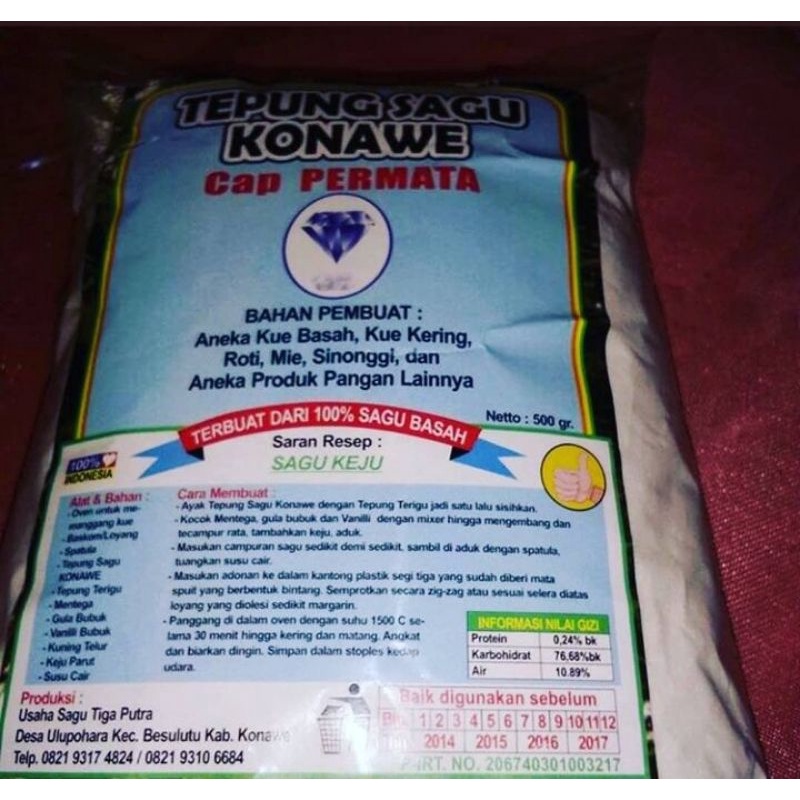 TEPUNG SAGU
KONAWE
Cap PERMATA
BAHAN PEMBUAT :
Aneka Kue Basah, Kue Kering,
Roti, Mie, Sinonggi, dan
Aneka Produk Pangan Lainnya
Netto : 500 gr.
TERBUAT DARI 100% SAGU BASAH
Saran Resep :
SAGU KEJU
100%
INDONESIA
Alat & Bahan :
- Oven untuk me-
manggang kue
- Baskom/Loyang
- Spatula
- Tepung Sagu
KONAWE
- Tepung Terigu
- Mentega
- Gula Bubuk
- Vanili Bubuk
- Kuning Telur
- Keju Parut
- Susu Cair
Cara Membuat :
- Ayak Tepung Sagu Konawe dengan Tepung Terigu jadi satu lalu sisihkan.
- Kocok Mentega, gula bubuk dan Vanilli dengan mixer hingga mengembang dan
tecampur rata, tambahkan keju, aduk.
- Masukan campuran sagu sedikit demi sedikit, sambil di aduk dengan spatula,
tuangkan susu cair.
- Masukan adonan ke dalam kantong plastik segi tiga yang sudah diberi mata
spuit yang berbentuk bintang. Semprotkan secara zig-zag atau sesuai selera diatas
loyang yang diolesi sedikit margarin.
- Panggang di dalam oven dengan suhu 1500 C se-
lama 30 menit hingga kering dan matang. Angkat
dan biarkan dingin. Simpan dalam stoples kedap
udara.
INFORMASI NILAI GIZI
Protein 0,24% bk
Karbohidrat 76,68%bk
Air 10.89%
Produksi :
Usaha Sagu Tiga Putra
Desa Ulupohara Kec. Besulutu Kab. Konawe
Telp. 0821 9317 4824 / 0821 9310 6684
Baik digunakan sebelum
Bln 1 2 3 4 5 6 7 8 9 10 11 12
2014 2015 2016 2017
P-IRT. NO. 206740301003217